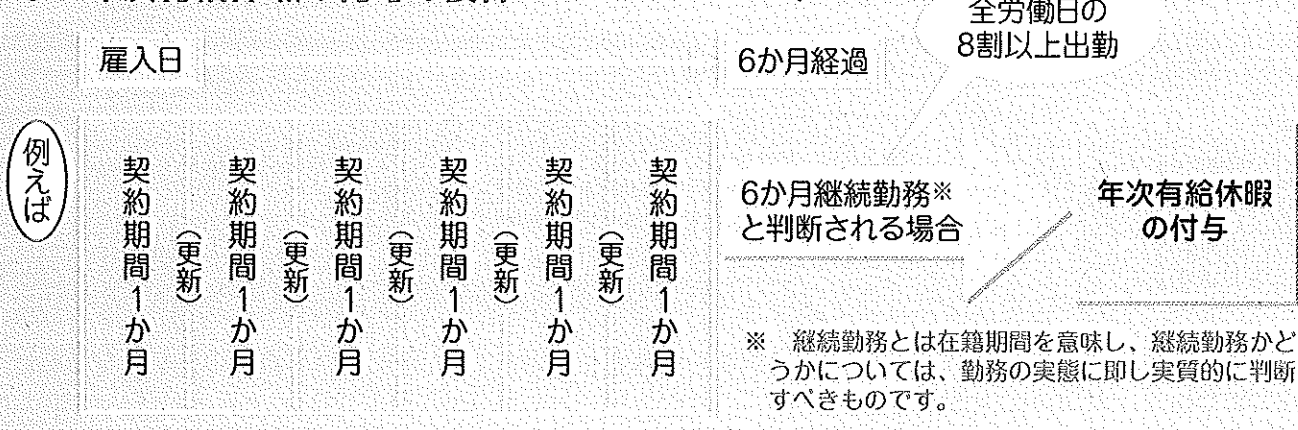 全労働日の
8割以上出勤
雇入日
6か月経過
例えば
契約期間1か月
（更新）
契約期間1か月
（更新）
契約期間1か月
（更新）
契約期間1か月
（更新）
契約期間1か月
（更新）
契約期間1か月
6か月継続勤務※
と判断される場合
年次有給休暇
の付与
※　継続勤務とは在籍期間を意味し、継続勤務かど
うかについては、勤務の実態に即し実質的に判断
すべきものです。